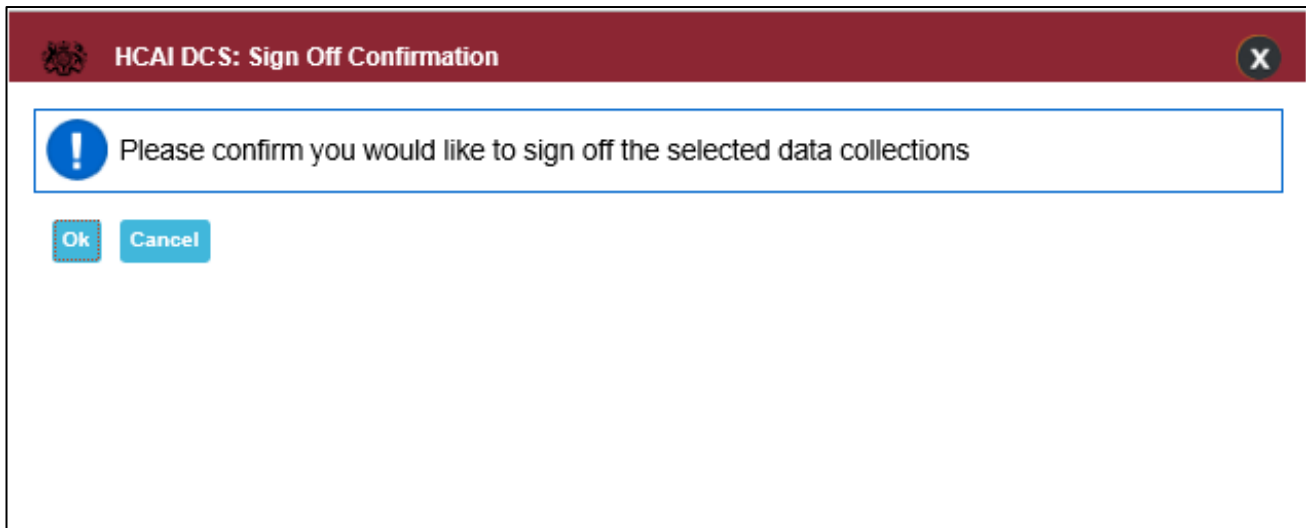 HCAI DCS: Sign Off Confirmation
X
! Please confirm you would like to sign off the selected data collections
Ok Cancel